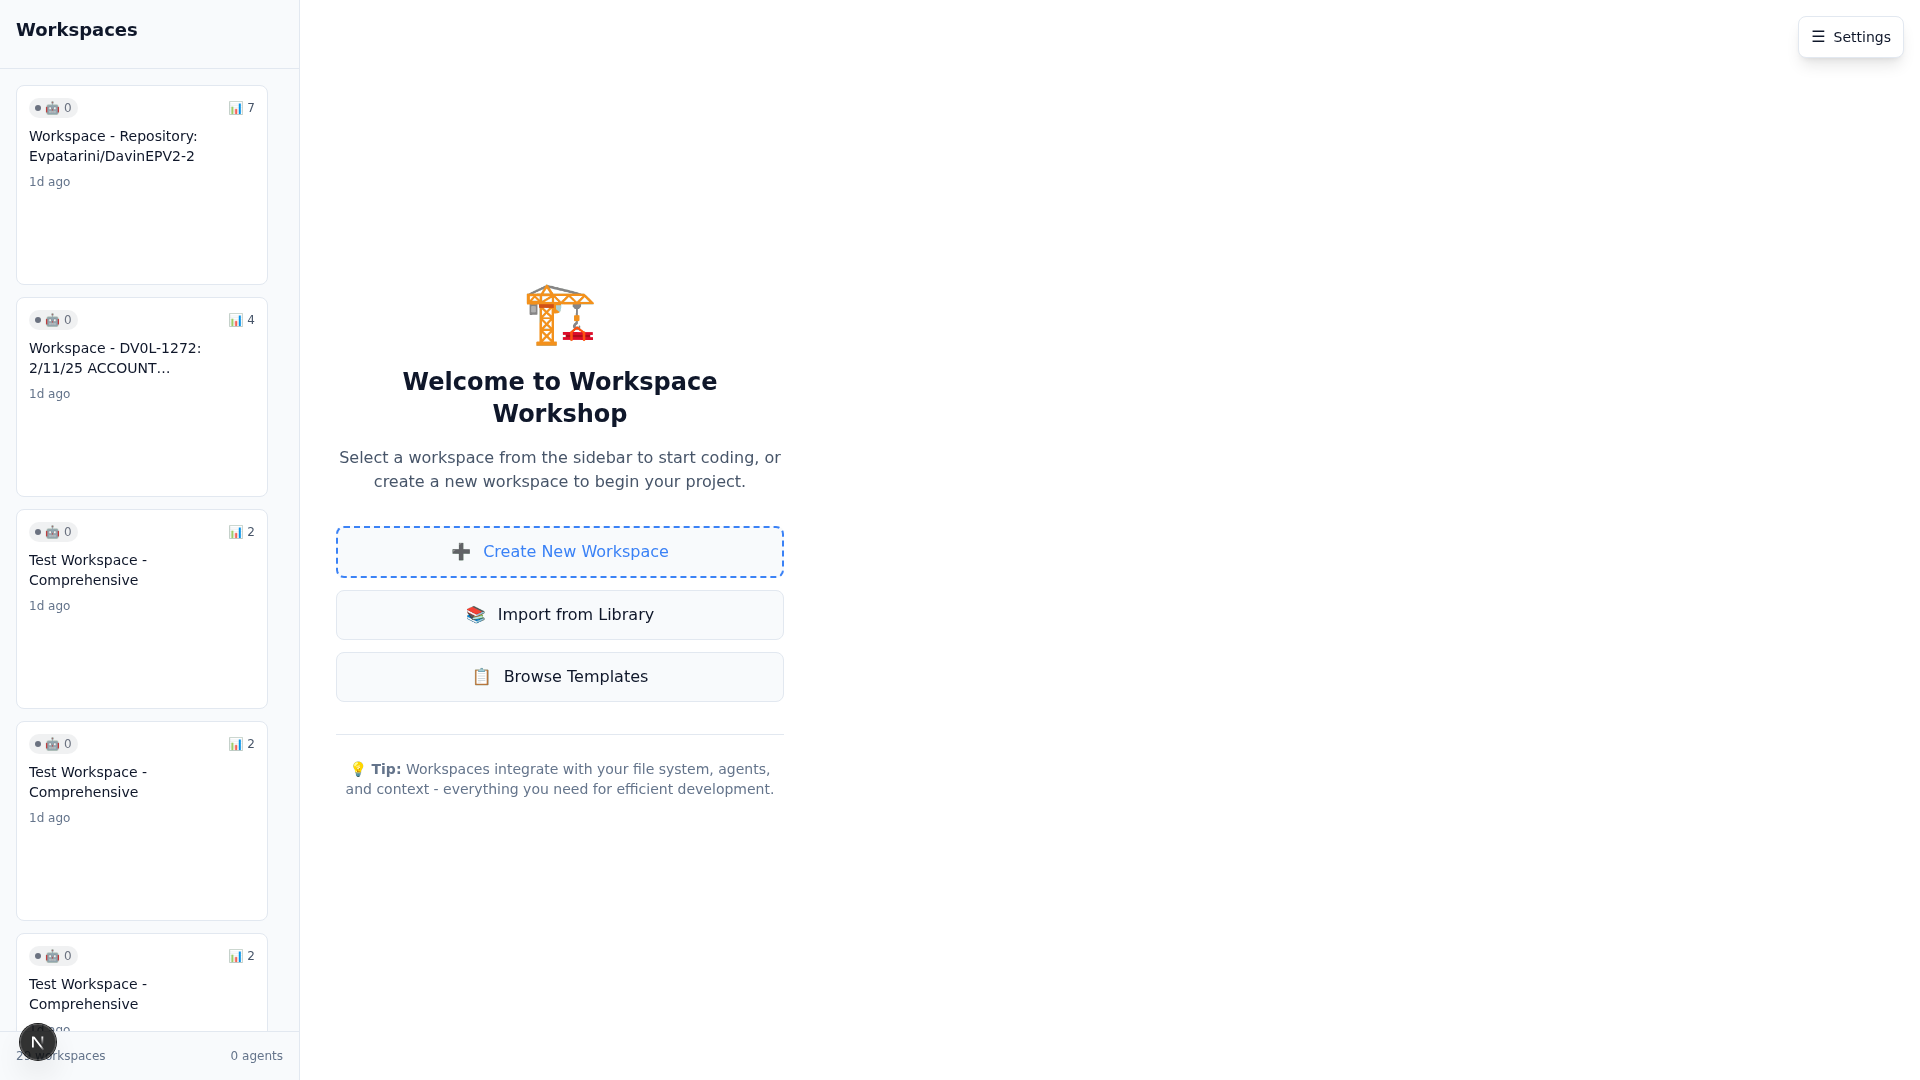 Workspaces
Settings
0
7
Workspace - Repository:
Evpatarini/DavinEPV2-2
1d ago
0
4
Workspace - DV0L-1272:
2/11/25 ACCOUNT...
1d ago
0
2
Test Workspace -
Comprehensive
1d ago
0
2
Test Workspace -
Comprehensive
1d ago
0
2
Test Workspace -
Comprehensive
ago
N
workspaces
0 agents
Welcome to Workspace
Workshop
Select a workspace from the sidebar to start coding, or
create a new workspace to begin your project.
Create New Workspace
Import from Library
Browse Templates
Tip: Workspaces integrate with your file system, agents,
and context - everything you need for efficient development.